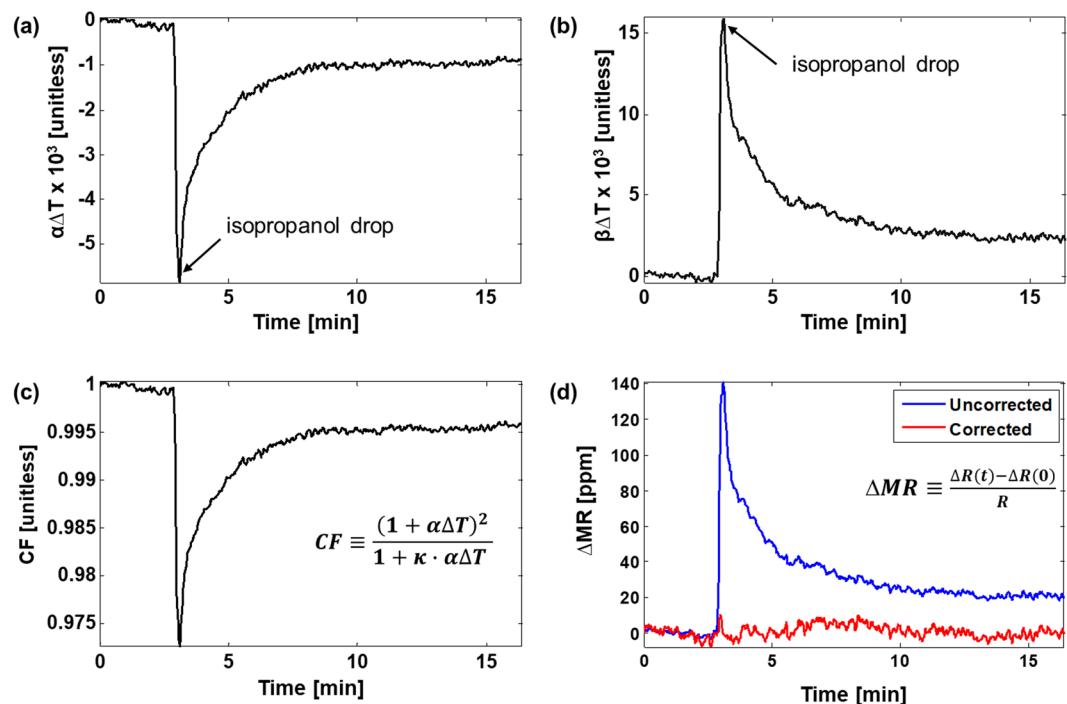 (a)
αΔT x 10³ [unitless]
0
-1
-2
-3
-4
-5
isopropanol drop
0
5
10
15
Time [min]
(b)
βΔT x 10³ [unitless]
15
10
5
0
isopropanol drop
0
5
10
15
Time [min]
(c)
CF [unitless]
1
0.995
0.99
0.985
0.98
0.975
CF ≡ (1 + αΔT)² / 1 + κ · αΔT
0
5
10
15
Time [min]
(d)
ΔMR [ppm]
140
120
100
80
60
40
20
0
Uncorrected
Corrected
ΔMR ≡ ΔR(t)−ΔR(0) / R
0
5
10
15
Time [min]